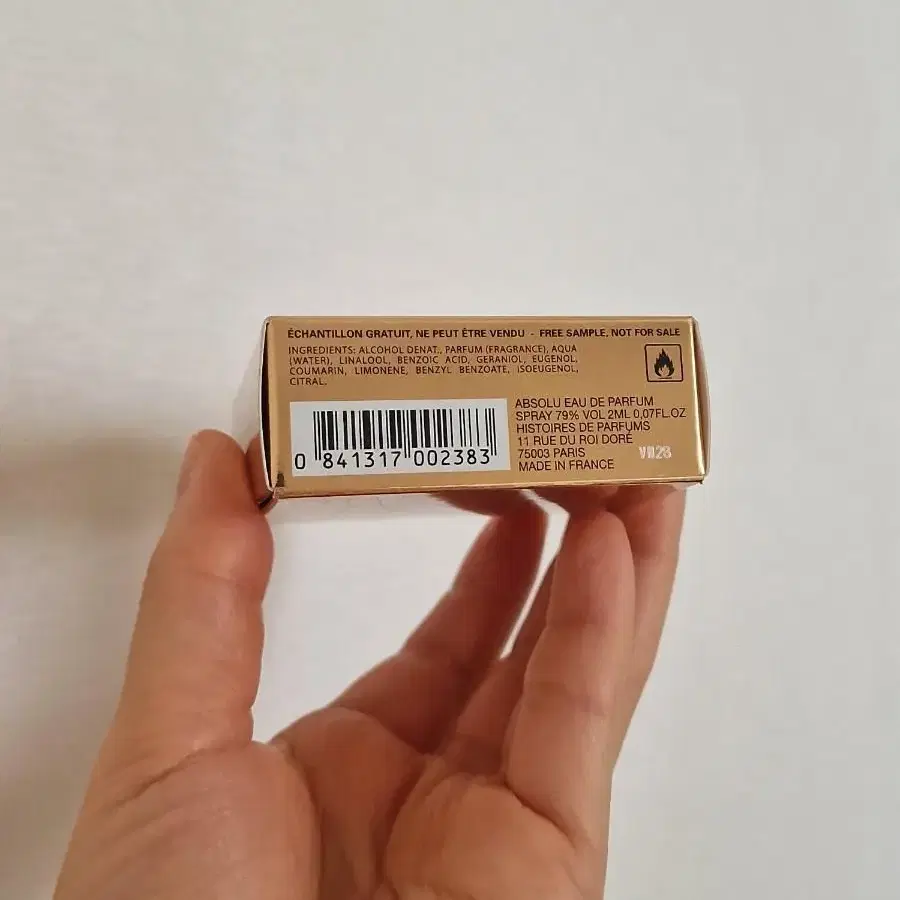 ÉCHANTILLON GRATUIT, NE PEUT ÊTRE VENDU - FREE SAMPLE, NOT FOR SALE
INGREDIENTS: ALCOHOL DENAT., PARFUM (FRAGRANCE), AQUA
(WATER), LINALOOL, BENZOIC ACID, GERANIOL, EUGENOL,
COUMARIN, LIMONENE, BENZYL BENZOATE, ISOEUGENOL,
CITRAL.
0 841317 002383
ABSOLU EAU DE PARFUM
SPRAY 79% VOL 2ML 0,07FL.OZ
HISTOIRES DE PARFUMS
11 RUE DU ROI DORÉ
75003 PARIS
MADE IN FRANCE